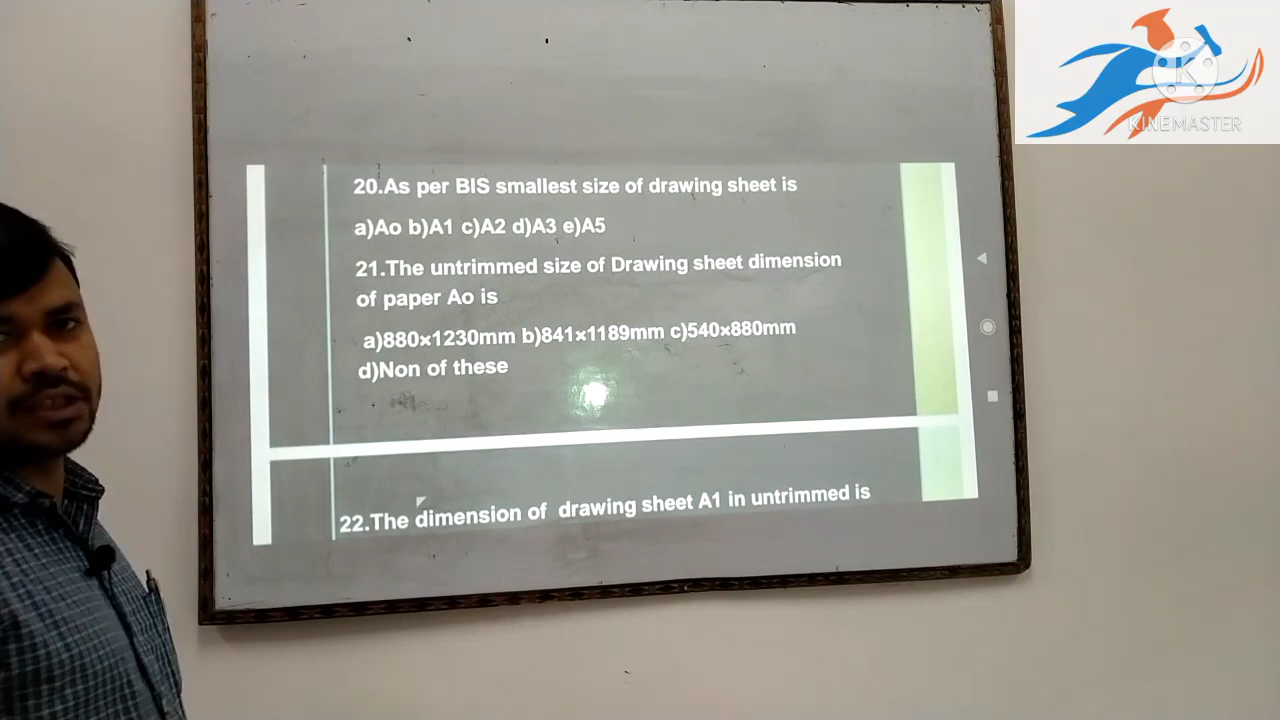 20.As per BIS smallest size of drawing sheet is
a)Ao b)A1 c)A2 d)A3 e)A5
21.The untrimmed size of Drawing sheet dimension
of paper Ao is
a)880×1230mm b)841×1189mm c)540×880mm
d)Non of these
22.The dimension of drawing sheet A1 in untrimmed is
K
KINEMASTER